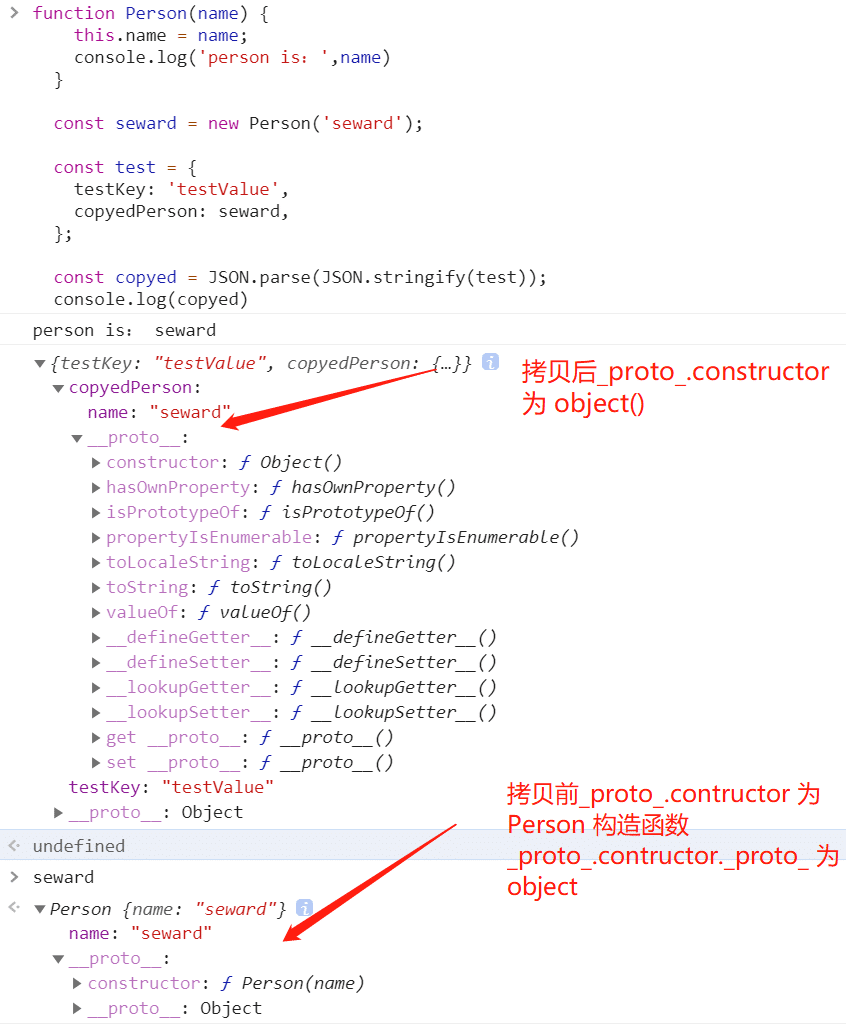 function Person(name) {
this.name = name;
console.log('person is：',name)
}
const seward = new Person('seward');
const test = {
testKey: 'testValue',
copyedPerson: seward,
};
const copyed = JSON.parse(JSON.stringify(test));
console.log(copyed)
person is： seward
{testKey: "testValue", copyedPerson: {…}} i
拷贝后_proto_.constructor
为 object()
copyedPerson:
name: "seward"
__proto__:
constructor: ƒ Object()
hasOwnProperty: ƒ hasOwnProperty()
isPrototypeOf: ƒ isPrototypeOf()
propertyIsEnumerable: ƒ propertyIsEnumerable()
toLocaleString: ƒ toLocaleString()
toString: ƒ toString()
valueOf: ƒ valueOf()
__defineGetter__: ƒ __defineGetter__()
__defineSetter__: ƒ __defineSetter__()
__lookupGetter__: ƒ __lookupGetter__()
__lookupSetter__: ƒ __lookupSetter__()
get __proto__: ƒ __proto__()
set __proto__: ƒ __proto__()
testKey: "testValue"
__proto__: Object
拷贝前_proto_.contructor 为
Person 构造函数
_proto_.contructor._proto_ 为
object
undefined
seward
Person {name: "seward"} i
name: "seward"
__proto__:
constructor: ƒ Person(name)
__proto__: Object